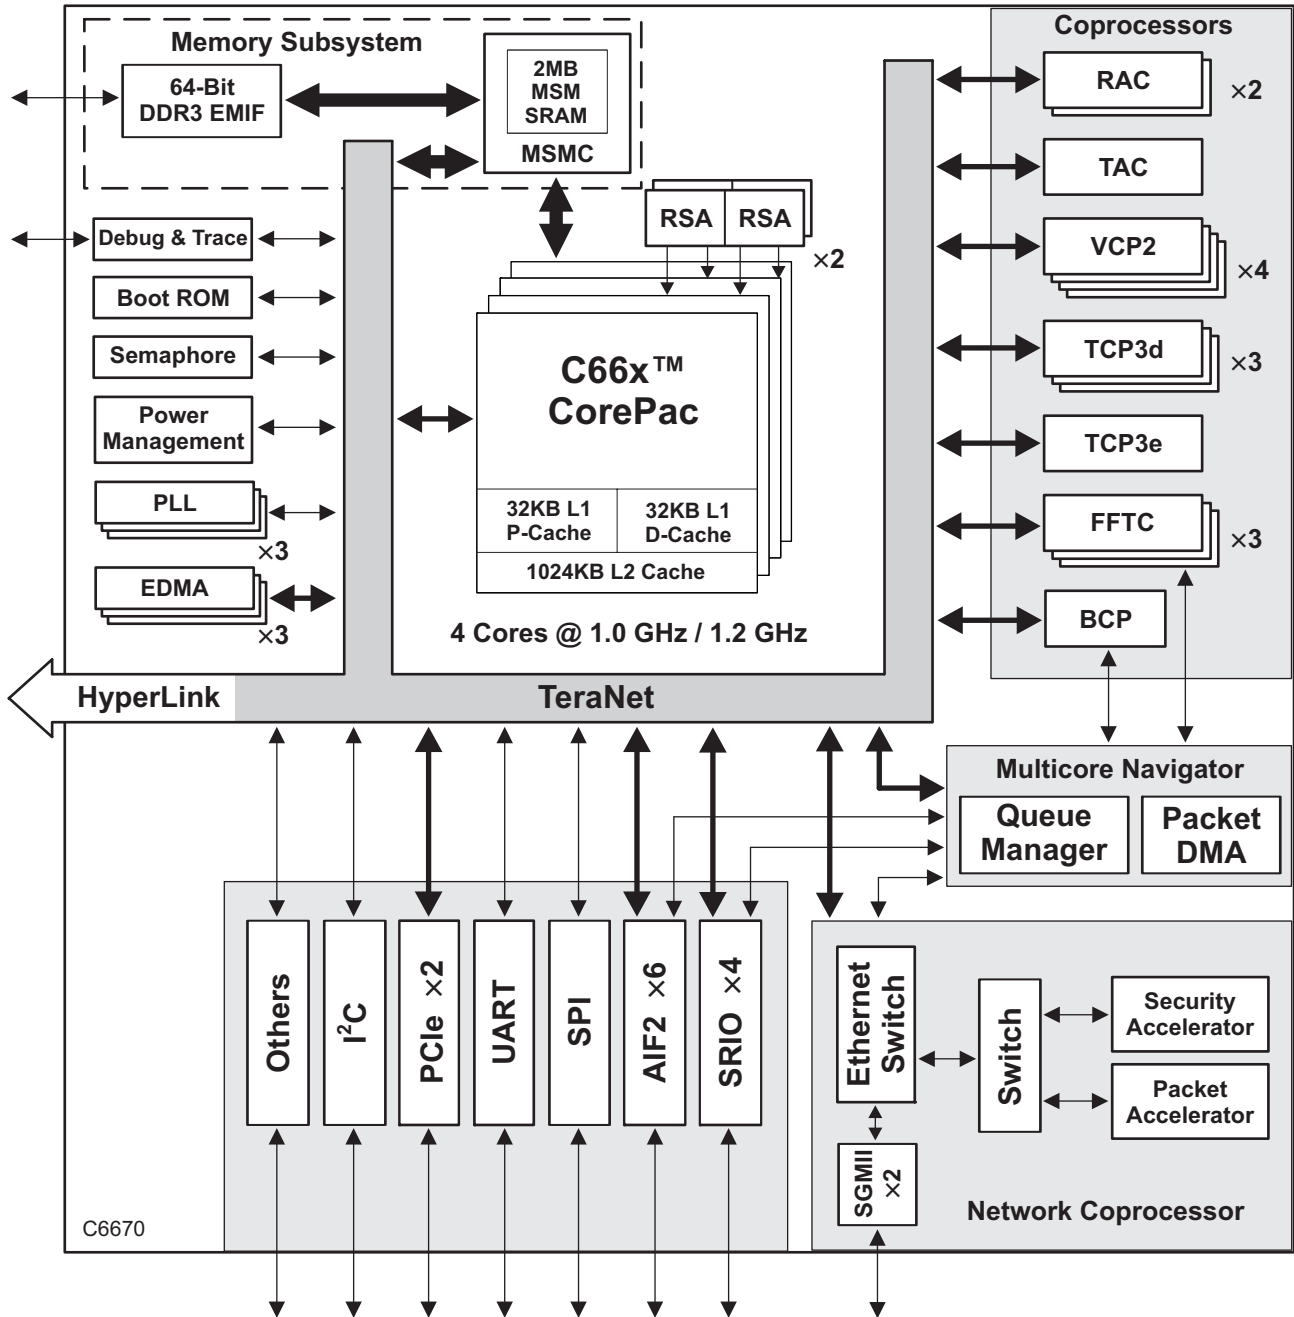 Memory Subsystem
64-Bit
DDR3 EMIF
2MB
MSM
SRAM
MSMC
Coprocessors
RAC
×2
TAC
VCP2
×4
TCP3d
×3
TCP3e
FFTC
×3
BCP
RSA
RSA
×2
Debug & Trace
Boot ROM
Semaphore
Power
Management
PLL
×3
EDMA
×3
C66x™
CorePac
32KB L1
P-Cache
32KB L1
D-Cache
1024KB L2 Cache
4 Cores @ 1.0 GHz / 1.2 GHz
HyperLink
TeraNet
Multicore Navigator
Queue
Manager
Packet
DMA
Others
I²C
PCIe ×2
UART
SPI
AIF2 ×6
SRIO ×4
Ethernet
Switch
Switch
Security
Accelerator
Packet
Accelerator
SGMII
×2
Network Coprocessor
C6670